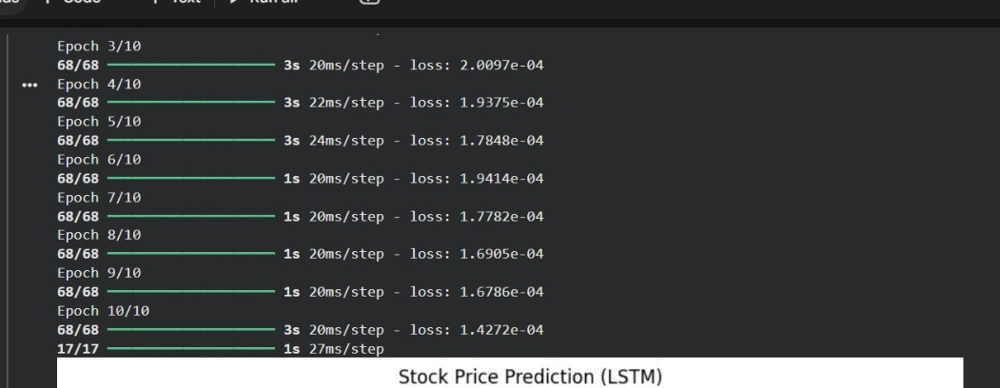 Epoch 3/10
68/68 3s 20ms/step - loss: 2.0097e-04
Epoch 4/10
68/68 3s 22ms/step - loss: 1.9375e-04
Epoch 5/10
68/68 3s 24ms/step - loss: 1.7848e-04
Epoch 6/10
68/68 1s 20ms/step - loss: 1.9414e-04
Epoch 7/10
68/68 1s 20ms/step - loss: 1.7782e-04
Epoch 8/10
68/68 1s 20ms/step - loss: 1.6905e-04
Epoch 9/10
68/68 1s 20ms/step - loss: 1.6786e-04
Epoch 10/10
68/68 3s 20ms/step - loss: 1.4272e-04
17/17 1s 27ms/step
Stock Price Prediction (LSTM)